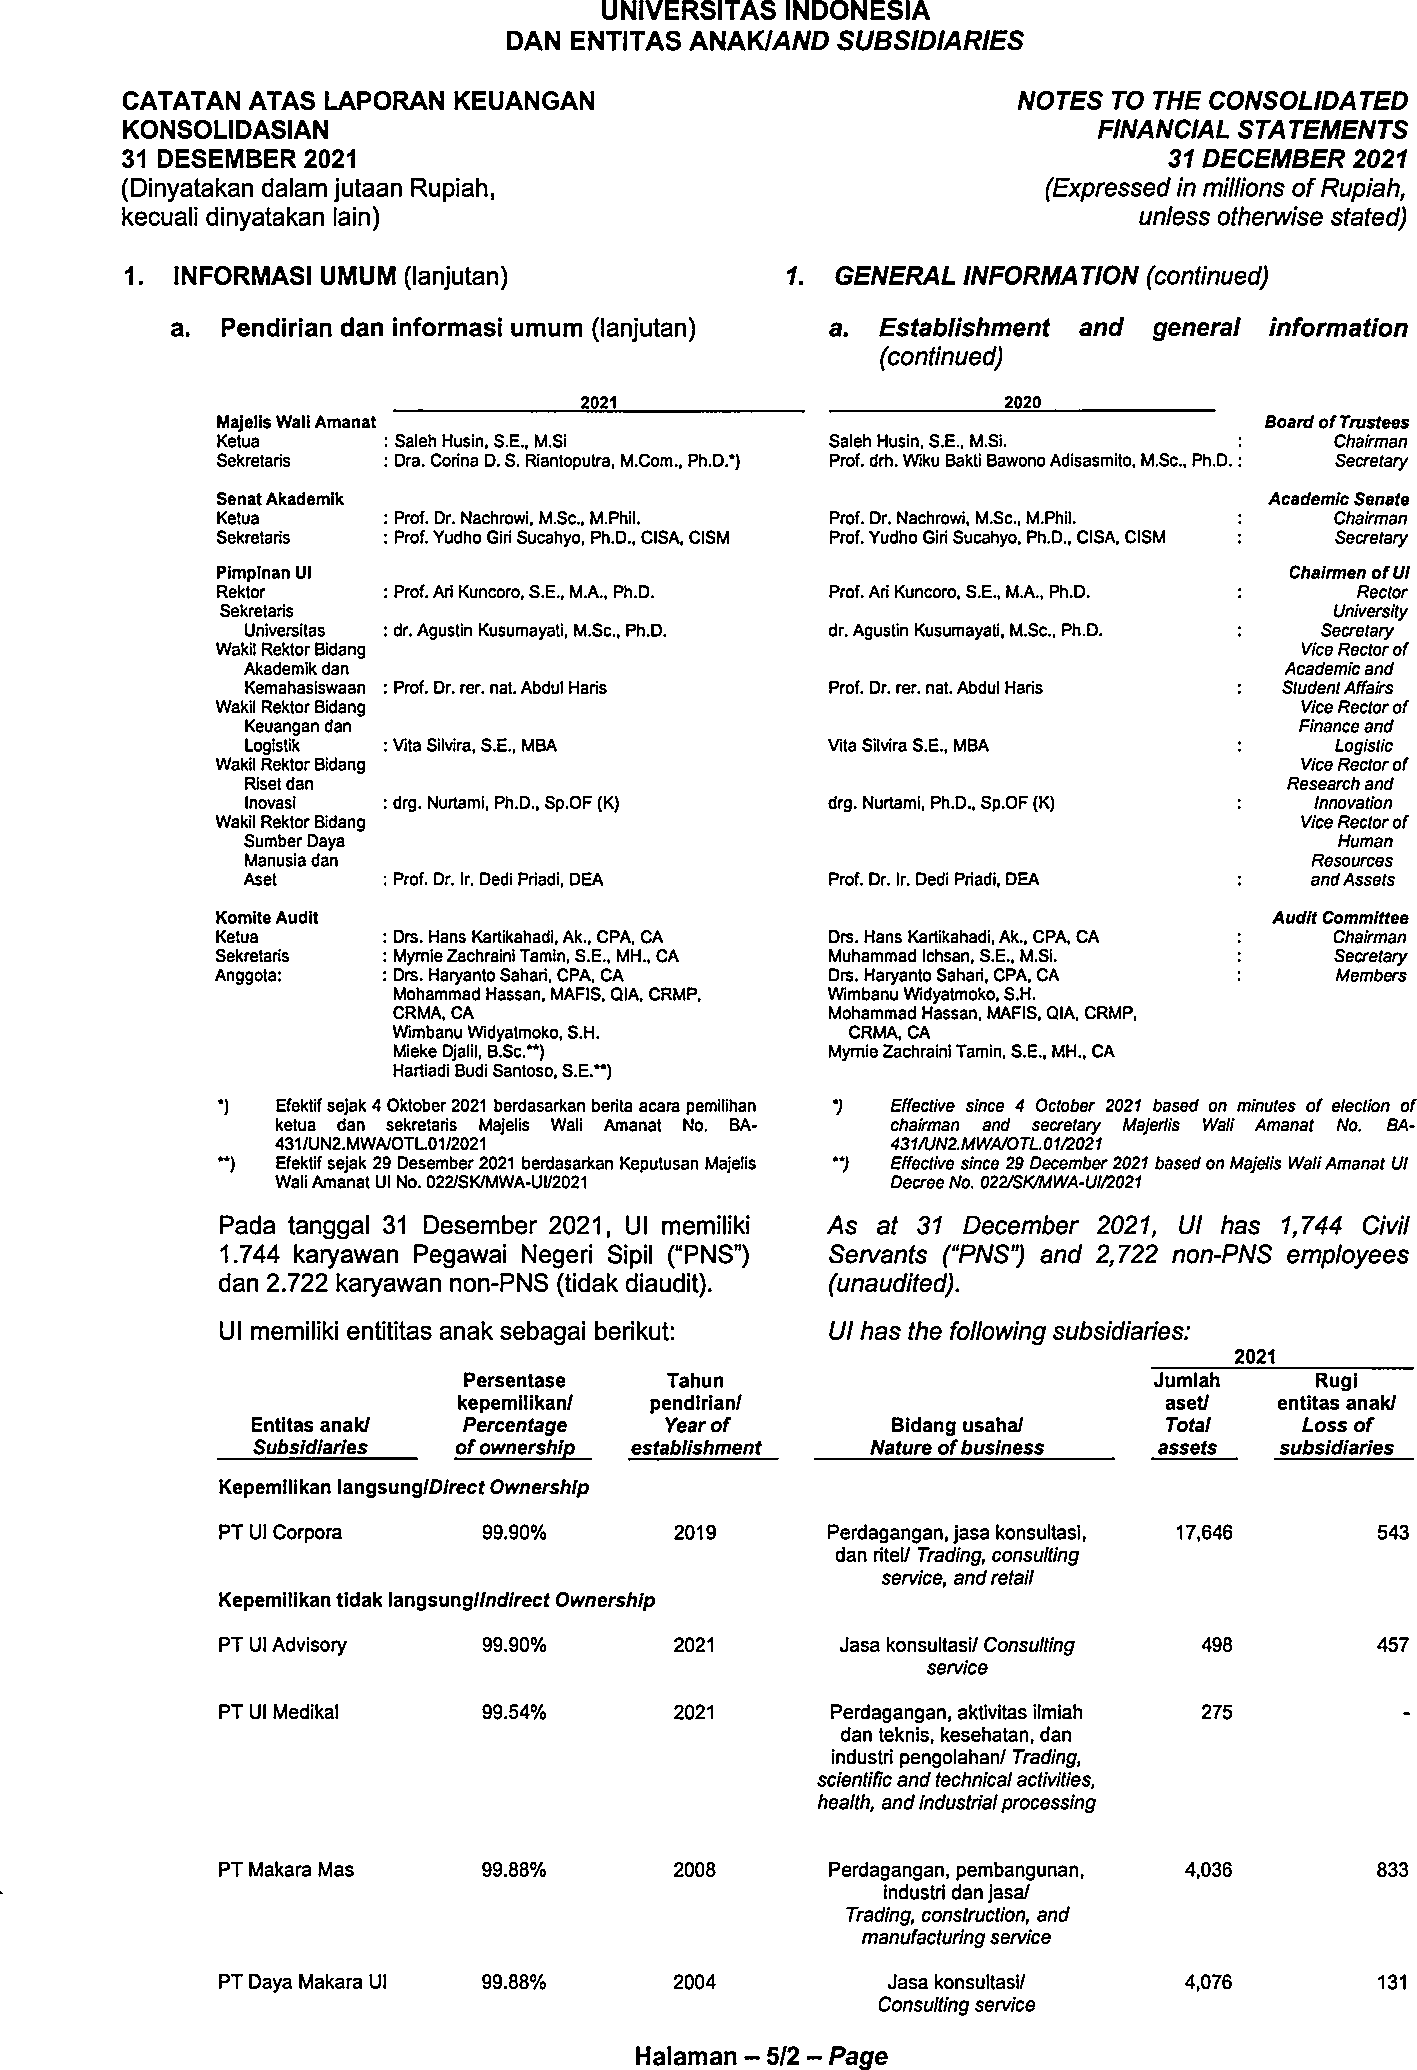 UNIVERSITAS INDONESIA
DAN ENTITAS ANAK/AND SUBSIDIARIES
CATATAN ATAS LAPORAN KEUANGAN
KONSOLIDASIAN
31 DESEMBER 2021
(Dinyatakan dalam jutaan Rupiah,
kecuali dinyatakan lain)
NOTES TO THE CONSOLIDATED
FINANCIAL STATEMENTS
31 DECEMBER 2021
(Expressed in millions of Rupiah,
unless otherwise stated)
1. INFORMASI UMUM (lanjutan)
1. GENERAL INFORMATION (continued)
a. Pendirian dan informasi umum (lanjutan)
a. Establishment and general information
(continued)
2021 2020
Majelis Wali Amanat Board of Trustees
Ketua : Saleh Husin, S.E., M.Si Saleh Husin, S.E., M.Si. : Chairman
Sekretaris : Dra. Corina D. S. Riantoputra, M.Com., Ph.D.*) Prof. drh. Wiku Bakti Bawono Adisasmito, M.Sc., Ph.D. : Secretary
Senat Akademik Academic Senate
Ketua : Prof. Dr. Nachrowi, M.Sc., M.Phil. Prof. Dr. Nachrowi, M.Sc., M.Phil. : Chairman
Sekretaris : Prof. Yudho Giri Sucahyo, Ph.D., CISA, CISM Prof. Yudho Giri Sucahyo, Ph.D., CISA, CISM : Secretary
Pimpinan UI Chairmen of UI
Rektor : Prof. Ari Kuncoro, S.E., M.A., Ph.D. Prof. Ari Kuncoro, S.E., M.A., Ph.D. : Rector
Sekretaris University
Universitas : dr. Agustin Kusumayati, M.Sc., Ph.D. dr. Agustin Kusumayati, M.Sc., Ph.D. : Secretary
Wakil Rektor Bidang Vice Rector of
Akademik dan Academic and
Kemahasiswaan : Prof. Dr. rer. nat. Abdul Haris Prof. Dr. rer. nat. Abdul Haris : Student Affairs
Wakil Rektor Bidang Vice Rector of
Keuangan dan Finance and
Logistik : Vita Silvira, S.E., MBA Vita Silvira S.E., MBA : Logistic
Wakil Rektor Bidang Vice Rector of
Riset dan Research and
Inovasi : drg. Nurtami, Ph.D., Sp.OF (K) drg. Nurtami, Ph.D., Sp.OF (K) : Innovation
Wakil Rektor Bidang Vice Rector of
Sumber Daya Human
Manusia dan Resources
Aset : Prof. Dr. Ir. Dedi Priadi, DEA Prof. Dr. Ir. Dedi Priadi, DEA : and Assets
Komite Audit Audit Committee
Ketua : Drs. Hans Kartikahadi, Ak., CPA, CA Drs. Hans Kartikahadi, Ak., CPA, CA : Chairman
Sekretaris : Myrnie Zachraini Tamin, S.E., MH., CA Muhammad Ichsan, S.E., M.Si. : Secretary
Anggota: : Drs. Haryanto Sahari, CPA, CA Drs. Haryanto Sahari, CPA, CA : Members
Mohammad Hassan, MAFIS, QIA, CRMP, Wimbanu Widyatmoko, S.H.
CRMA, CA Mohammad Hassan, MAFIS, QIA, CRMP,
Wimbanu Widyatmoko, S.H. CRMA, CA
Mieke Djalil, B.Sc.**) Myrnie Zachraini Tamin, S.E., MH., CA
Hartiadi Budi Santoso, S.E.**)
*) Efektif sejak 4 Oktober 2021 berdasarkan berita acara pemilihan
ketua dan sekretaris Majelis Wali Amanat No. BA-
431/UN2.MWA/OTL.01/2021
**) Efektif sejak 29 Desember 2021 berdasarkan Keputusan Majelis
Wali Amanat UI No. 022/SK/MWA-UI/2021
*) Effective since 4 October 2021 based on minutes of election of
chairman and secretary Majerlis Wali Amanat No. BA-
431/UN2.MWA/OTL.01/2021
**) Effective since 29 December 2021 based on Majelis Wali Amanat UI
Decree No. 022/SK/MWA-UI/2021
Pada tanggal 31 Desember 2021, UI memiliki
1.744 karyawan Pegawai Negeri Sipil ("PNS")
dan 2.722 karyawan non-PNS (tidak diaudit).
As at 31 December 2021, UI has 1,744 Civil
Servants ("PNS") and 2,722 non-PNS employees
(unaudited).
UI memiliki entititas anak sebagai berikut:
UI has the following subsidiaries:
2021
Persentase Tahun Jumlah Rugi
kepemilikan/ pendirian/ aset/ entitas anak/
Entitas anak/ Percentage Year of Bidang usaha/ Total Loss of
Subsidiaries of ownership establishment Nature of business assets subsidiaries
Kepemilikan langsung/Direct Ownership
PT UI Corpora 99.90% 2019 Perdagangan, jasa konsultasi, 17,646 543
dan ritel/ Trading, consulting
service, and retail
Kepemilikan tidak langsung/Indirect Ownership
PT UI Advisory 99.90% 2021 Jasa konsultasi/ Consulting 498 457
service
PT UI Medikal 99.54% 2021 Perdagangan, aktivitas ilmiah 275 -
dan teknis, kesehatan, dan
industri pengolahan/ Trading,
scientific and technical activities,
health, and industrial processing
PT Makara Mas 99.88% 2008 Perdagangan, pembangunan, 4,036 833
industri dan jasa/
Trading, construction, and
manufacturing service
PT Daya Makara UI 99.88% 2004 Jasa konsultasi/ 4,076 131
Consulting service
Halaman – 5/2 – Page